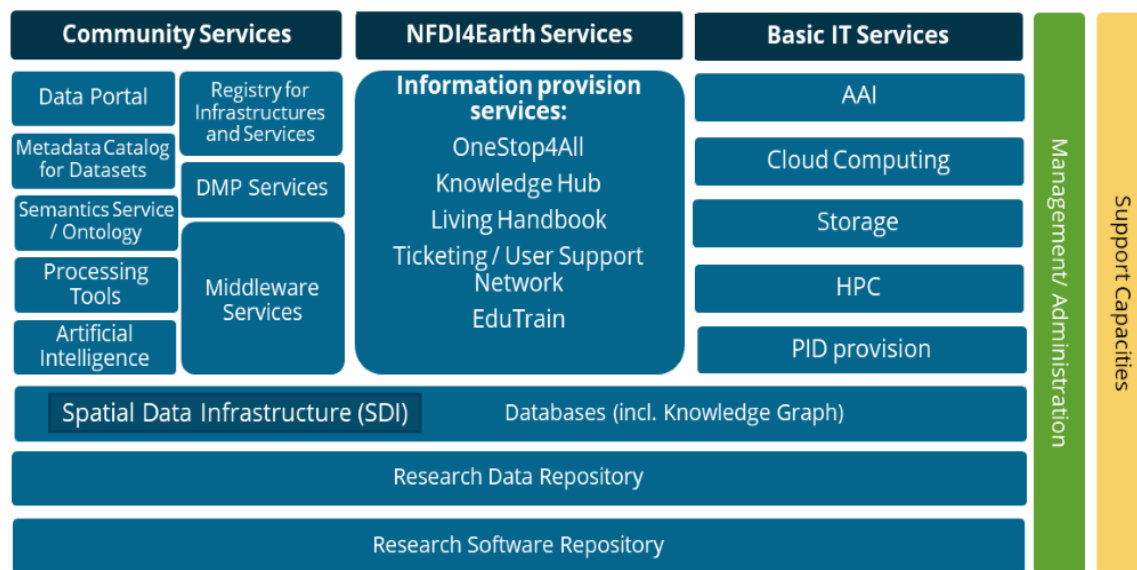 Community Services
NFDI4Earth Services
Basic IT Services
Data Portal
Metadata Catalog
for Datasets
Semantics Service
/ Ontology
Processing
Tools
Artificial
Intelligence
Registry for
Infrastructures
and Services
DMP Services
Middleware
Services
Information provision
services:
OneStop4All
Knowledge Hub
Living Handbook
Ticketing / User Support
Network
EduTrain
AAI
Cloud Computing
Storage
HPC
PID provision
Spatial Data Infrastructure (SDI)
Databases (incl. Knowledge Graph)
Research Data Repository
Research Software Repository
Management/ Administration
Support Capacities